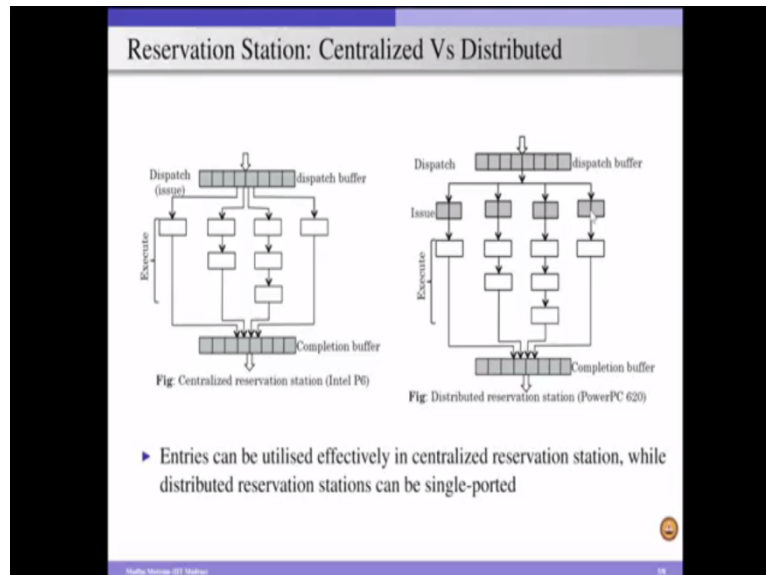 Reservation Station: Centralized Vs Distributed
Dispatch
(issue)
dispatch buffer
Execute
Completion buffer
Fig: Centralized reservation station (Intel P6)
Dispatch
dispatch buffer
Issue
Execute
Completion buffer
Fig: Distributed reservation station (PowerPC 620)
Entries can be utilised effectively in centralized reservation station, while
distributed reservation stations can be single-ported